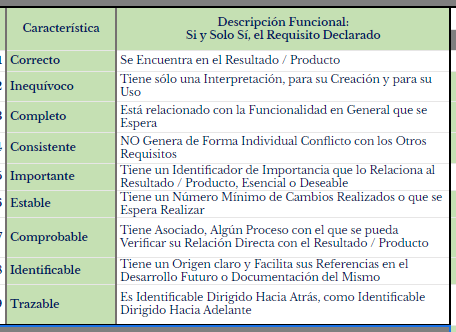 Característica
Descripción Funcional:
Si y Solo Sí, el Requisito Declarado
Correcto
Se Encuentra en el Resultado / Producto
Inequívoco
Tiene sólo una Interpretación, para su Creación y para su
Uso
Completo
Está relacionado con la Funcionalidad en General que se
Espera
Consistente
NO Genera de Forma Individual Conflicto con los Otros
Requisitos
Importante
Tiene un Identificador de Importancia que lo Relaciona al
Resultado / Producto, Esencial o Deseable
Estable
Tiene un Número Mínimo de Cambios Realizados o que se
Espera Realizar
Comprobable
Tiene Asociado, Algún Proceso con el que se pueda
Verificar su Relación Directa con el Resultado / Producto
Identificable
Tiene un Origen claro y Facilita sus Referencias en el
Desarrollo Futuro o Documentación del Mismo
Trazable
Es Identificable Dirigido Hacia Atrás, como Identificable
Dirigido Hacia Adelante